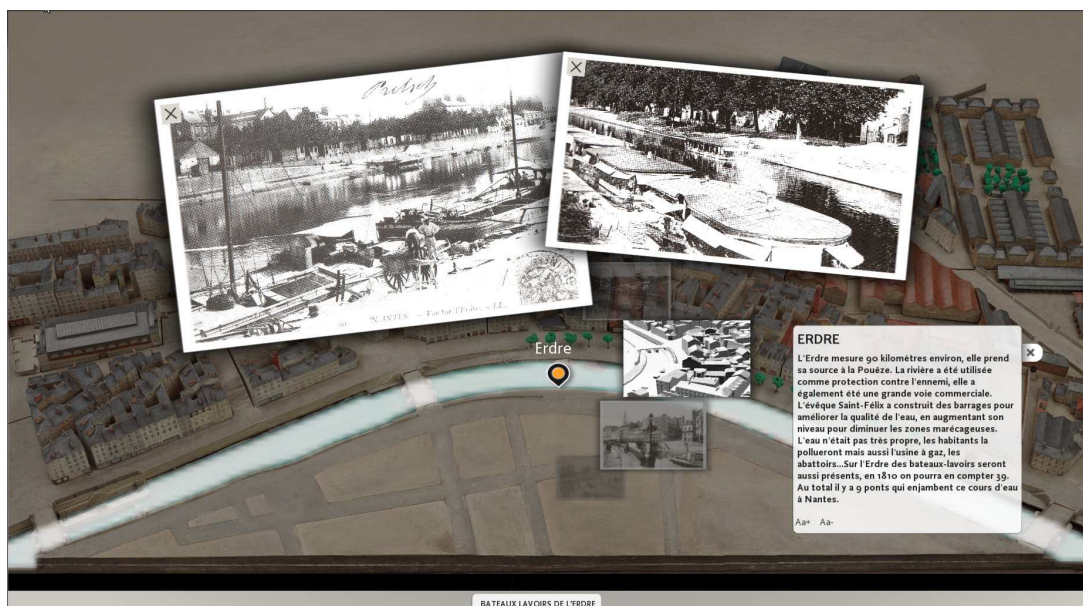 NANTES. - Vue sur l'Erdre. - LL.
Erdre
ERDRE
L'Erdre mesure 90 kilomètres environ, elle prend
sa source à la Pouëze. La rivière a été utilisée
comme protection contre l'ennemi, elle a
également été une grande voie commerciale.
L'évêque Saint-Félix a construit des barrages pour
améliorer la qualité de l'eau, en augmentant son
niveau pour diminuer les zones marécageuses.
L'eau n'était pas très propre, les habitants la
pollueront mais aussi l'usine à gaz, les
abattoirs...Sur l'Erdre des bateaux-lavoirs seront
aussi présents, en 1810 on pourra en compter 39.
Au total il y a 9 ponts qui enjambent ce cours d'eau
à Nantes.
Aa+ Aa-
BATEAUX LAVOIRS DE L'ERDRE